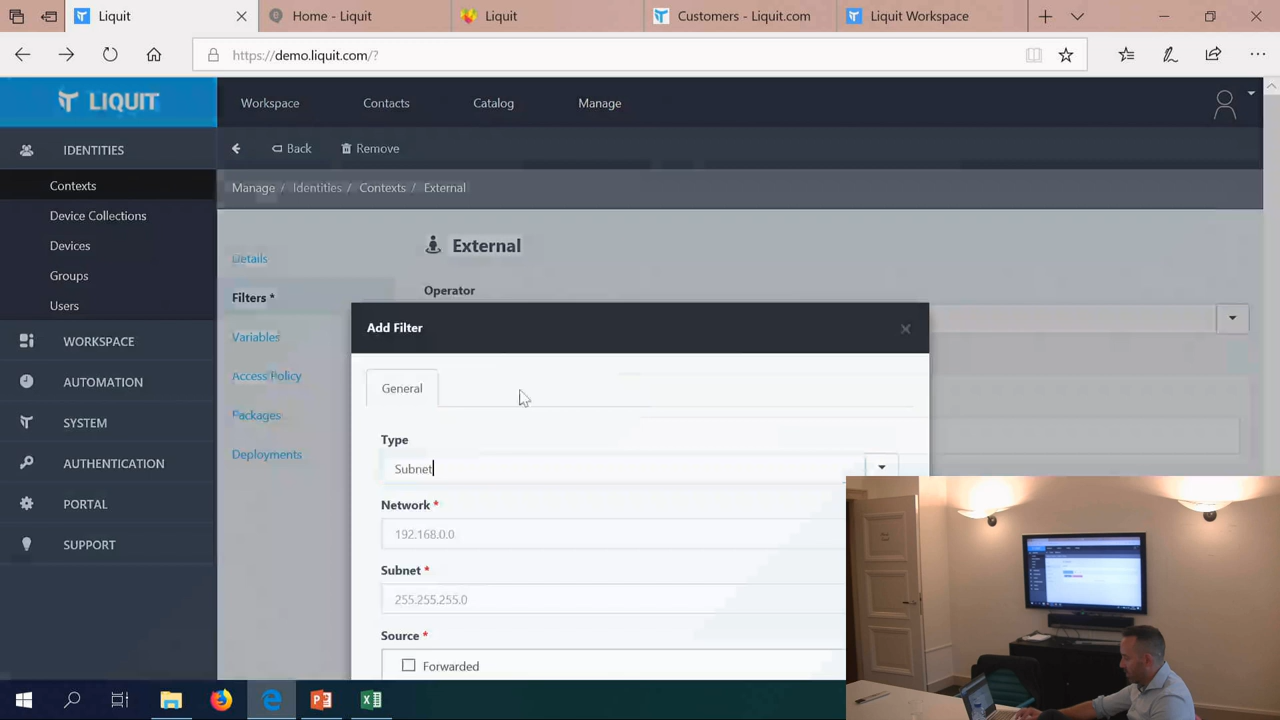 Liquit
Home - Liquit
Liquit
Customers - Liquit.com
Liquit Workspace
https://demo.liquit.com/?
LIQUIT
Workspace
Contacts
Catalog
Manage
IDENTITIES
Back
Remove
Contexts
Manage / Identities / Contexts / External
Device Collections
Devices
Groups
Users
WORKSPACE
AUTOMATION
SYSTEM
AUTHENTICATION
PORTAL
SUPPORT
Details
Filters *
Variables
Access Policy
Packages
Deployments
External
Operator
Add Filter
General
Type
Subnet
Network *
192.168.0.0
Subnet *
255.255.255.0
Source *
Forwarded